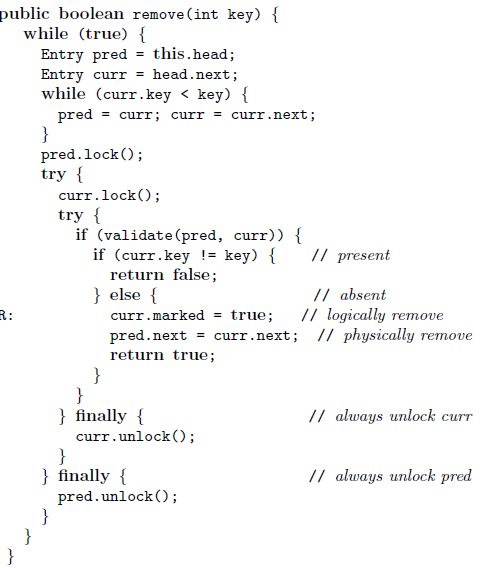 public boolean remove(int key) {
while (true) {
Entry pred = this.head;
Entry curr = head.next;
while (curr.key < key) {
pred = curr; curr = curr.next;
}
pred.lock();
try {
curr.lock();
try {
if (validate(pred, curr)) {
if (curr.key != key) { // present
return false;
} else { // absent
R: curr.marked = true; // logically remove
pred.next = curr.next; // physically remove
return true;
}
}
} finally { // always unlock curr
curr.unlock();
}
} finally { // always unlock pred
pred.unlock();
}
}
}